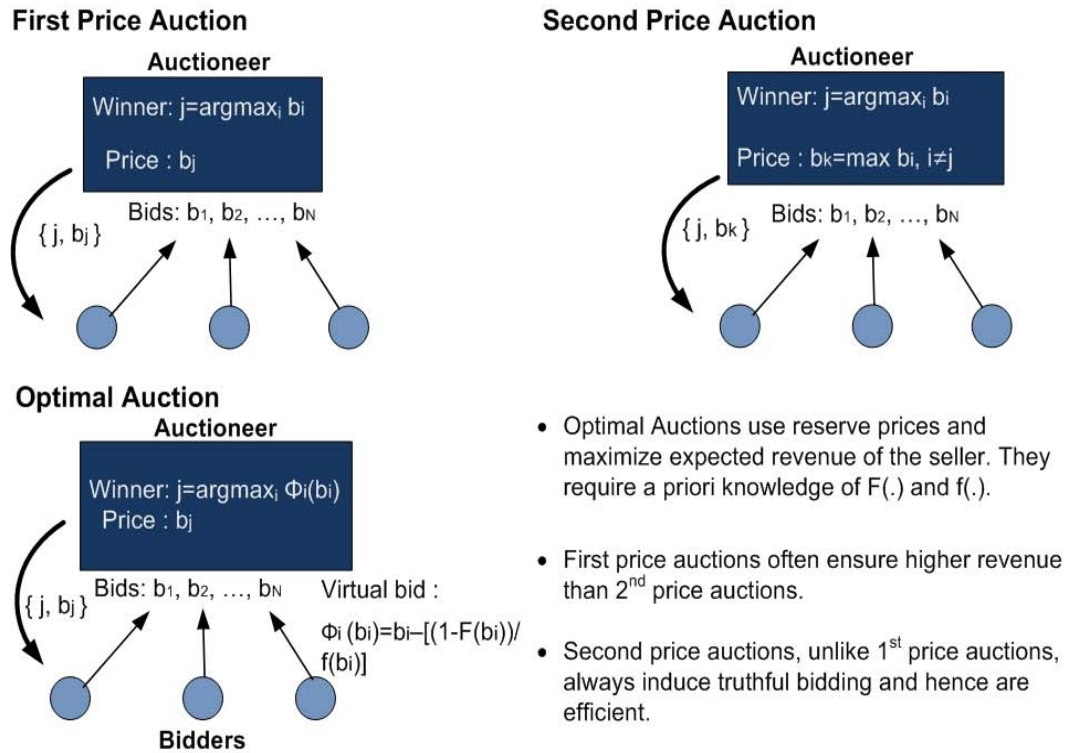 First Price Auction
Auctioneer
Winner: j=argmaxᵢ bi
Price : bj
Bids: b₁, b₂, …, bN
{ j, bj }
Second Price Auction
Auctioneer
Winner: j=argmaxᵢ bi
Price : bk=max bi, i≠j
Bids: b₁, b₂, …, bN
{ j, bk }
Optimal Auction
Auctioneer
Winner: j=argmaxᵢ Φi(bi)
Price : bj
Bids: b₁, b₂, …, bN
{ j, bj }
Virtual bid :
Φi (bi)=bi–[(1-F(bi))/
f(bi)]
Bidders
• Optimal Auctions use reserve prices and
maximize expected revenue of the seller. They
require a priori knowledge of F(.) and f(.).
• First price auctions often ensure higher revenue
than 2ⁿᵈ price auctions.
• Second price auctions, unlike 1ˢᵗ price auctions,
always induce truthful bidding and hence are
efficient.